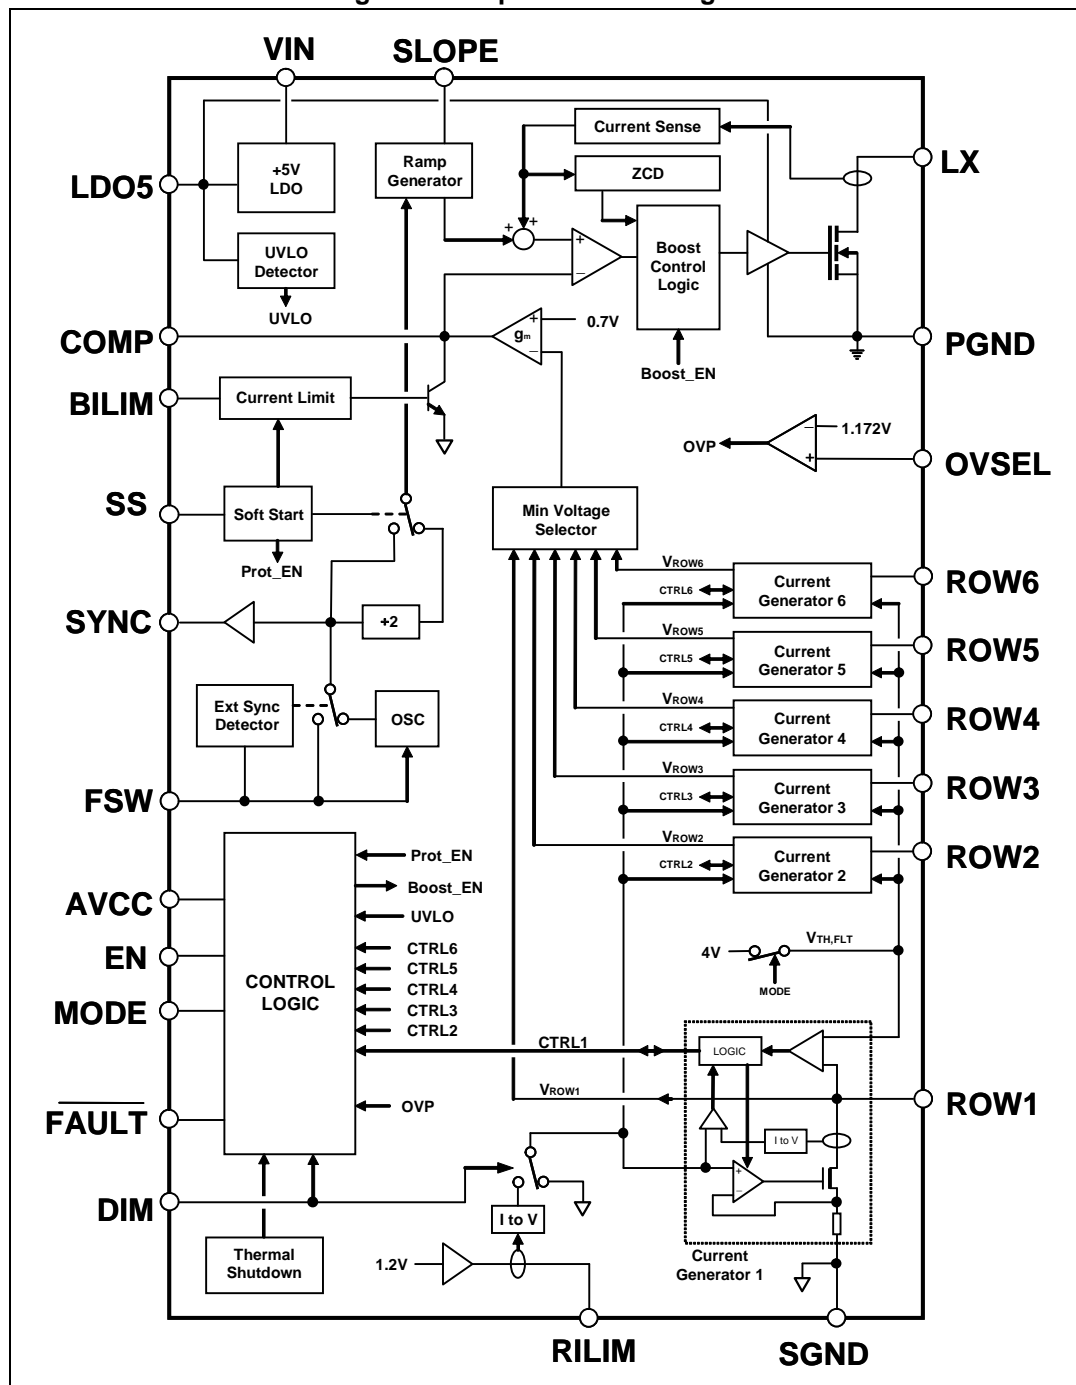 VIN
SLOPE
Current Sense
LX
+5V
LDO
Ramp
Generator
ZCD
LDO5
+
+
+
−
Boost
Control
Logic
UVLO
Detector
UVLO
COMP
gm
+
−
0.7V
PGND
Boost_EN
BILIM
Current Limit
OVP
−
+
1.172V
OVSEL
SS
Soft Start
Min Voltage
Selector
Prot_EN
VROW6
CTRL6
Current
Generator 6
ROW6
SYNC
+2
VROW5
CTRL5
Current
Generator 5
ROW5
Ext Sync
Detector
OSC
VROW4
CTRL4
Current
Generator 4
ROW4
FSW
VROW3
CTRL3
Current
Generator 3
ROW3
VROW2
CTRL2
Current
Generator 2
ROW2
Prot_EN
Boost_EN
AVCC
UVLO
EN
CONTROL
LOGIC
CTRL6
CTRL5
CTRL4
CTRL3
CTRL2
4V
VTH,FLT
MODE
MODE
CTRL1
LOGIC
VROW1
ROW1
FAULT
OVP
I to V
+
−
DIM
I to V
Thermal
Shutdown
1.2V
Current
Generator 1
RILIM
SGND